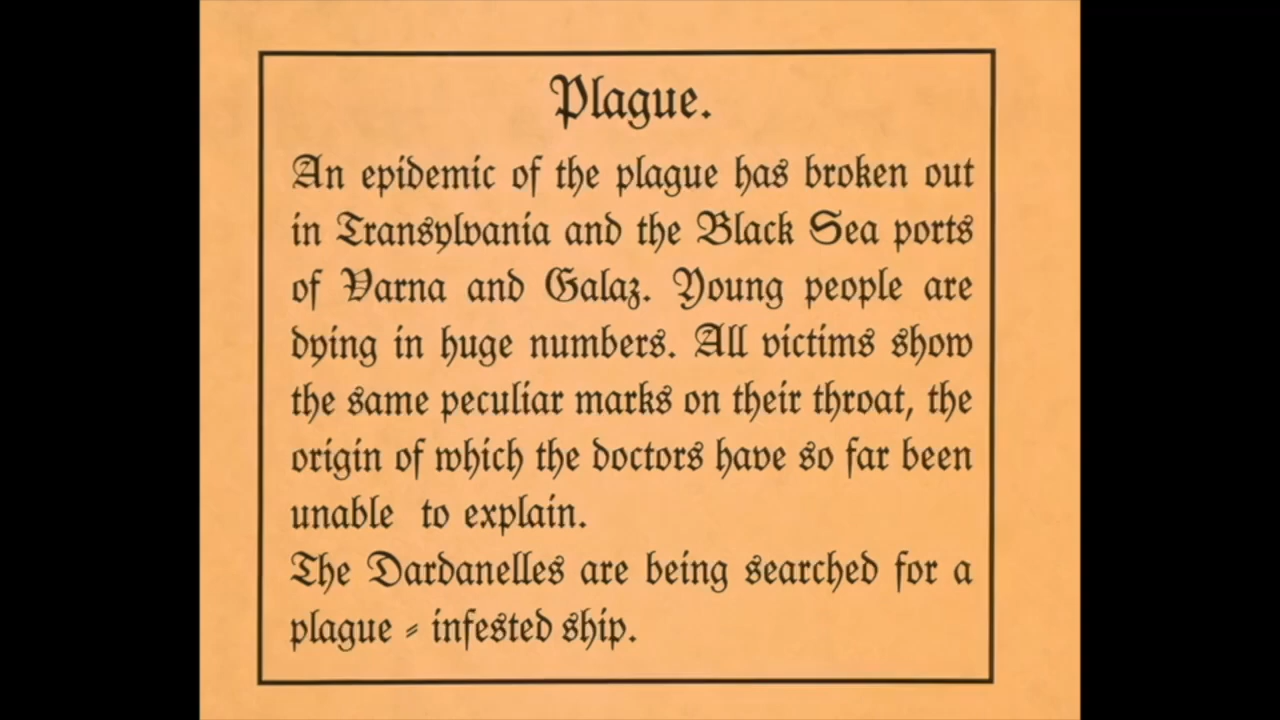 Plague.
An epidemic of the plague has broken out
in Transylvania and the Black Sea ports
of Varna and Galaz. Young people are
dying in huge numbers. All victims show
the same peculiar marks on their throat, the
origin of which the doctors have so far been
unable to explain.
The Dardanelles are being searched for a
plague - infested ship.